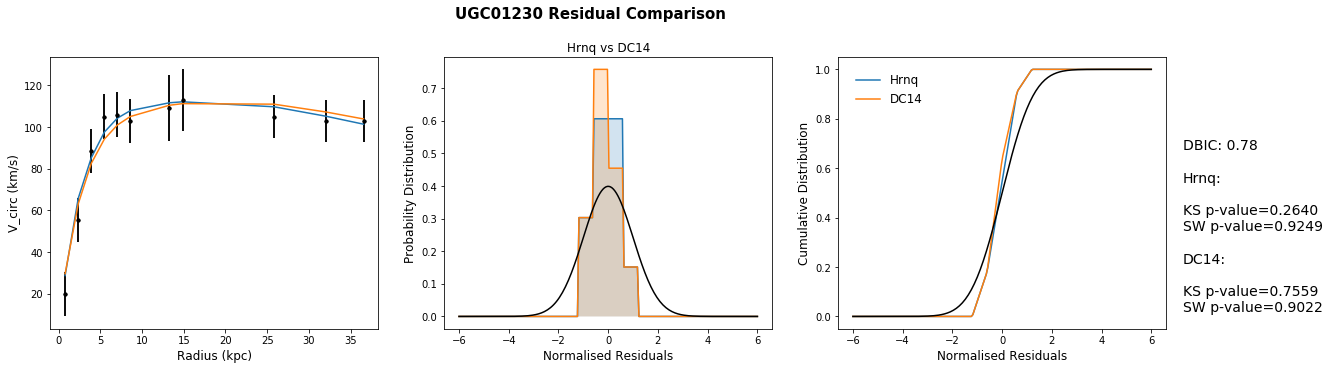 UGC01230 Residual Comparison
V_circ (km/s)
120
100
80
60
40
20
0 5 10 15 20 25 30 35
Radius (kpc)
Hrnq vs DC14
Probability Distribution
0.7
0.6
0.5
0.4
0.3
0.2
0.1
0.0
−6 −4 −2 0 2 4 6
Normalised Residuals
Cumulative Distribution
1.0
0.8
0.6
0.4
0.2
0.0
Hrnq
DC14
−6 −4 −2 0 2 4 6
Normalised Residuals
DBIC: 0.78
Hrnq:
KS p-value=0.2640
SW p-value=0.9249
DC14:
KS p-value=0.7559
SW p-value=0.9022